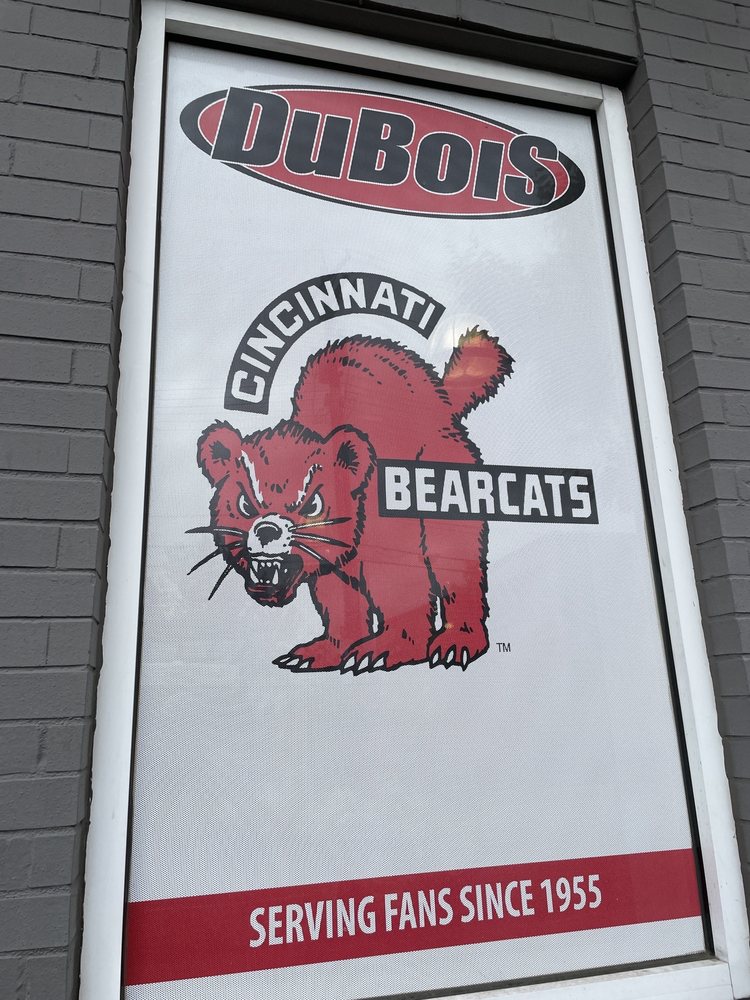 DuBoiS
CINCINNATI
BEARCATS
TM
SERVING FANS SINCE 1955